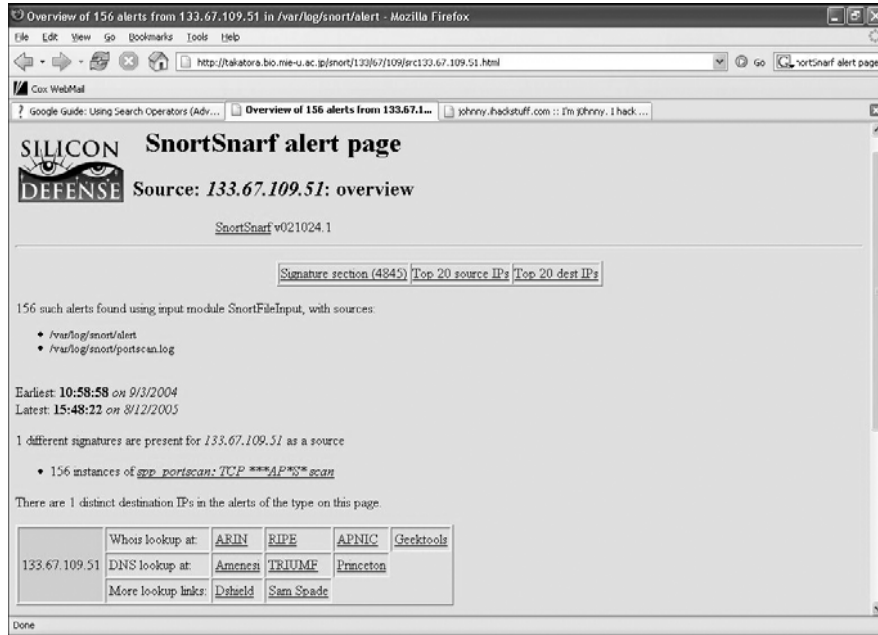 Overview of 156 alerts from 133.67.109.51 in /var/log/snort/alert - Mozilla Firefox
File Edit View Go Bookmarks Tools Help
http://takatora.bio.mie-u.ac.jp/snort/133/67/109/src133.67.109.51.html Go nortSnarf alert page
Cox WebMail
Google Guide: Using Search Operators (Adv... Overview of 156 alerts from 133.67.1... johnny.ihackstuff.com :: I'm j0hnny. I hack ...
SILICON DEFENSE
SnortSnarf alert page
Source: 133.67.109.51: overview
SnortSnarf v021024.1
Signature section (4845) Top 20 source IPs Top 20 dest IPs
156 such alerts found using input module SnortFileInput, with sources:
• /var/log/snort/alert
• /var/log/snort/portscan.log
Earliest: 10:58:58 on 9/3/2004
Latest: 15:48:22 on 8/12/2005
1 different signatures are present for 133.67.109.51 as a source
• 156 instances of spp_portscan: TCP ***AP*S* scan
There are 1 distinct destination IPs in the alerts of the type on this page.
133.67.109.51 Whois lookup at: ARIN RIPE APNIC Geektools
DNS lookup at: Amenesi TRIUMF Princeton
More lookup links: Dshield Sam Spade
Done